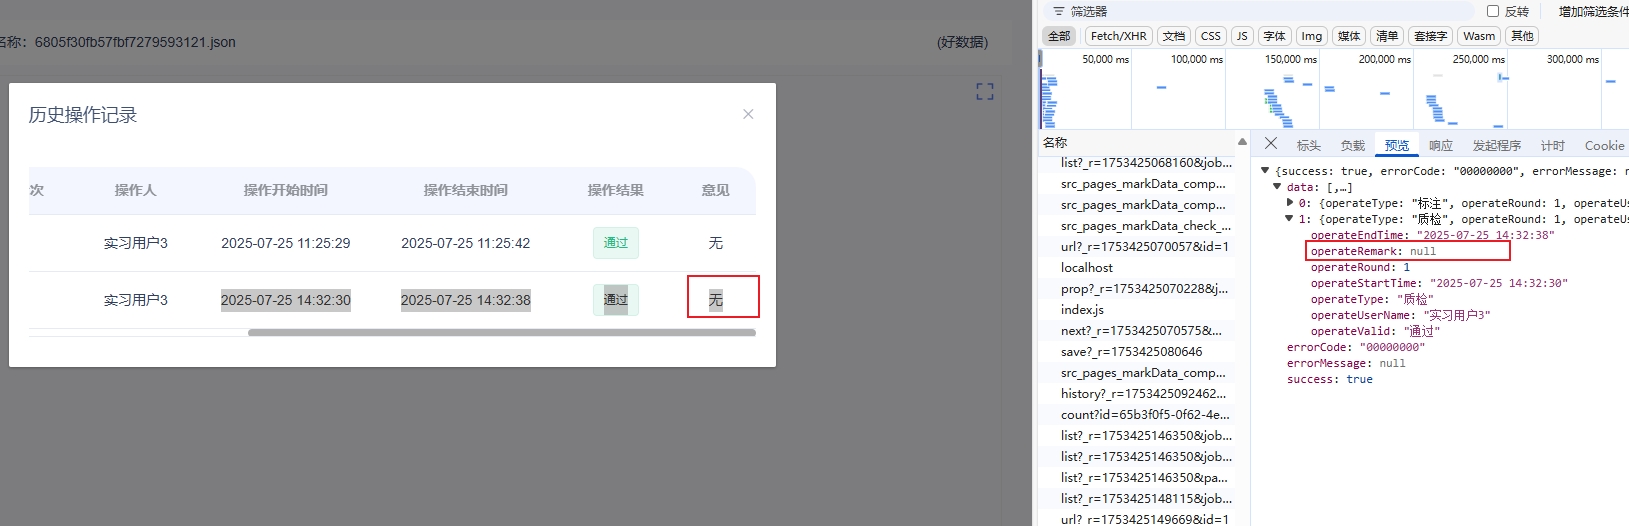 名称：6805f30fb57fbf7279593121.json
(好数据)
历史操作记录
次 操作人 操作开始时间 操作结束时间 操作结果 意见
实习用户3 2025-07-25 11:25:29 2025-07-25 11:25:42 通过 无
实习用户3 2025-07-25 14:32:30 2025-07-25 14:32:38 通过 无
筛选器 反转 增加筛选条件
全部 Fetch/XHR 文档 CSS JS 字体 Img 媒体 清单 套接字 Wasm 其他
50,000 ms 100,000 ms 150,000 ms 200,000 ms 250,000 ms 300,000 ms
名称
list?_r=1753425068160&job...
src_pages_markData_comp...
src_pages_markData_comp...
src_pages_markData_check_...
url?_r=1753425070057&id=1
localhost
prop?_r=1753425070228&j...
index.js
next?_r=1753425070575&...
save?_r=1753425080646
src_pages_markData_comp...
history?_r=1753425092462...
count?id=65b3f0f5-0f62-4e...
list?_r=1753425146350&job...
list?_r=1753425146350&job...
list?_r=1753425146350&pa...
list?_r=1753425148115&job...
url?_r=1753425149669&id=1
标头 负载 预览 响应 发起程序 计时 Cookie
{success: true, errorCode: "00000000", errorMessage: n
data: [,…]
0: {operateType: "标注", operateRound: 1, operateUs
1: {operateType: "质检", operateRound: 1, operateUs
operateEndTime: "2025-07-25 14:32:38"
operateRemark: null
operateRound: 1
operateStartTime: "2025-07-25 14:32:30"
operateType: "质检"
operateUserName: "实习用户3"
operateValid: "通过"
errorCode: "00000000"
errorMessage: null
success: true